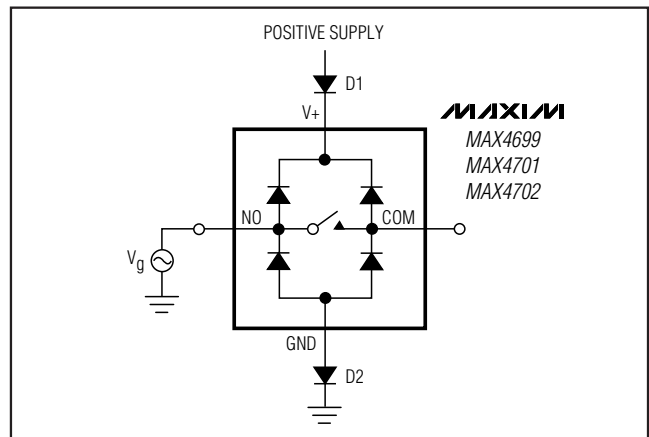 POSITIVE SUPPLY
D1
V+
MAXIM
MAX4699
MAX4701
MAX4702
NO
COM
Vg
GND
D2